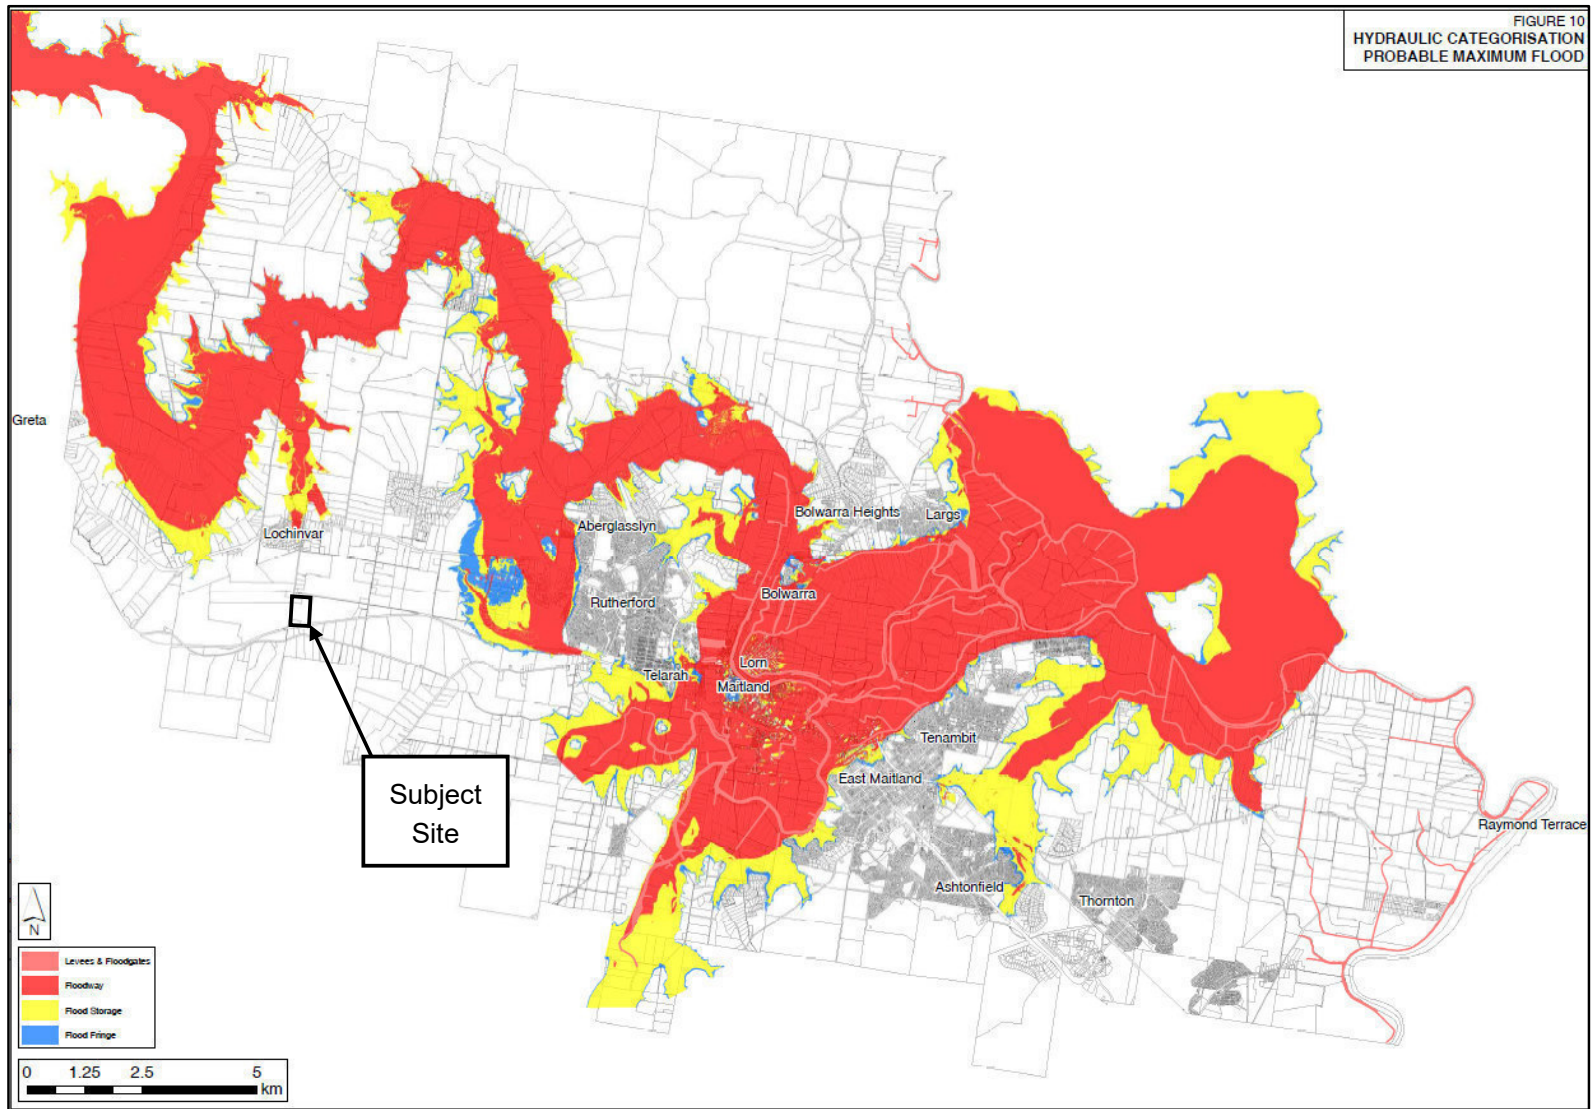 FIGURE 10
HYDRAULIC CATEGORISATION
PROBABLE MAXIMUM FLOOD
Greta
Lochinvar
Aberglasslyn
Bolwarra Heights
Largs
Rutherford
Bolwarra
Lorn
Telarah
Maitland
Tenambit
East Maitland
Subject
Site
Raymond Terrace
Ashtonfield
Thornton
N
Levees & Floodgates
Floodway
Flood Storage
Flood Fringe
0 1.25 2.5 5
km